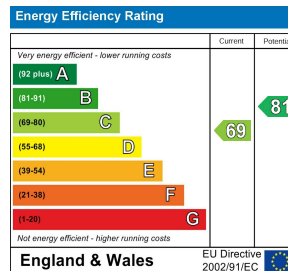 Energy Efficiency Rating
Current
Potentia
Very energy efficient - lower running costs
(92 plus) A
(81-91) B
81
(69-80) C
69
(55-68) D
(39-54) E
(21-38) F
(1-20) G
Not energy efficient - higher running costs
England & Wales
EU Directive
2002/91/EC